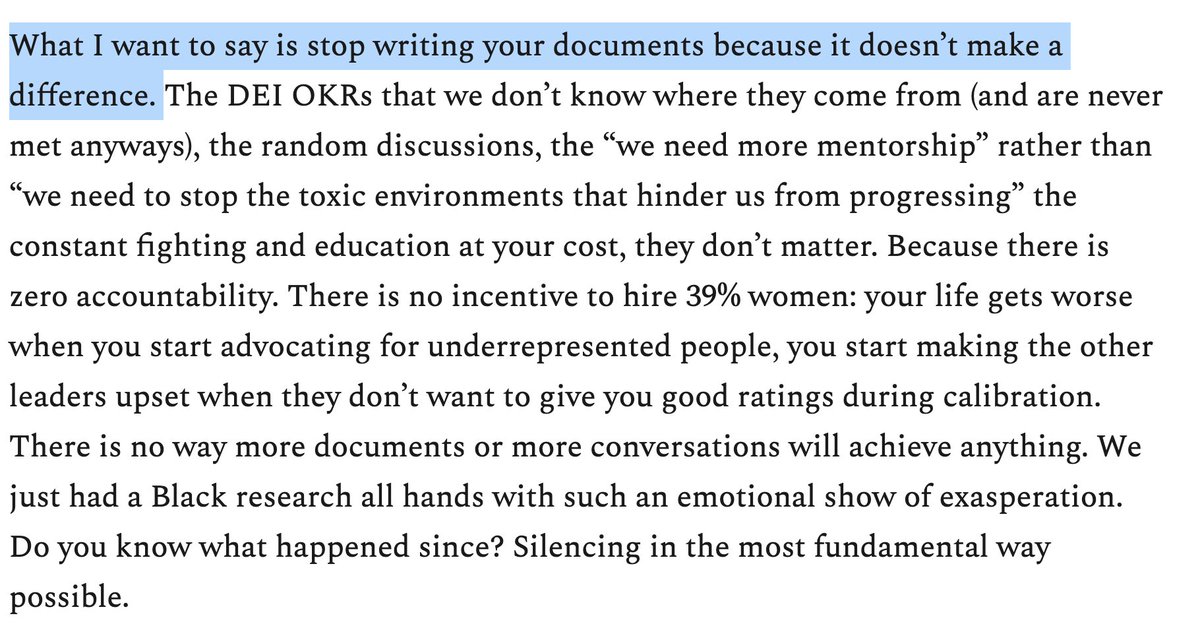 What I want to say is stop writing your documents because it doesn’t make a
difference. The DEI OKRs that we don’t know where they come from (and are never
met anyways), the random discussions, the “we need more mentorship” rather than
“we need to stop the toxic environments that hinder us from progressing” the
constant fighting and education at your cost, they don’t matter. Because there is
zero accountability. There is no incentive to hire 39% women: your life gets worse
when you start advocating for underrepresented people, you start making the other
leaders upset when they don’t want to give you good ratings during calibration.
There is no way more documents or more conversations will achieve anything. We
just had a Black research all hands with such an emotional show of exasperation.
Do you know what happened since? Silencing in the most fundamental way
possible.